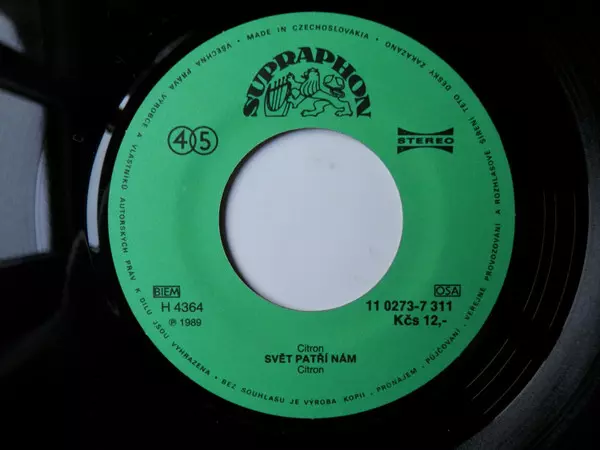 MADE IN CZECHOSLOVAKIA • VŠECHNA PRÁVA VÝROBCE A VLASTNÍKŮ AUTORSKÝCH PRÁV K DÍLU JSOU VYHRAŽENA • BEZ SOUHLASU JE VÝROBA KOPIÍ • PRONÁJEM • PŮJČOVÁNÍ • VEŘEJNÉ PROVOZOVÁNÍ A ROZHLASOVÉ ŠÍŘENÍ TÉTO DESKY ZAKÁZÁNO
SUPRAPHON
45
STEREO
BIEM
OSA
H 4364
11 0273-7 311
℗ 1989
Kčs 12,-
Citron
SVĚT PATŘÍ NÁM
Citron